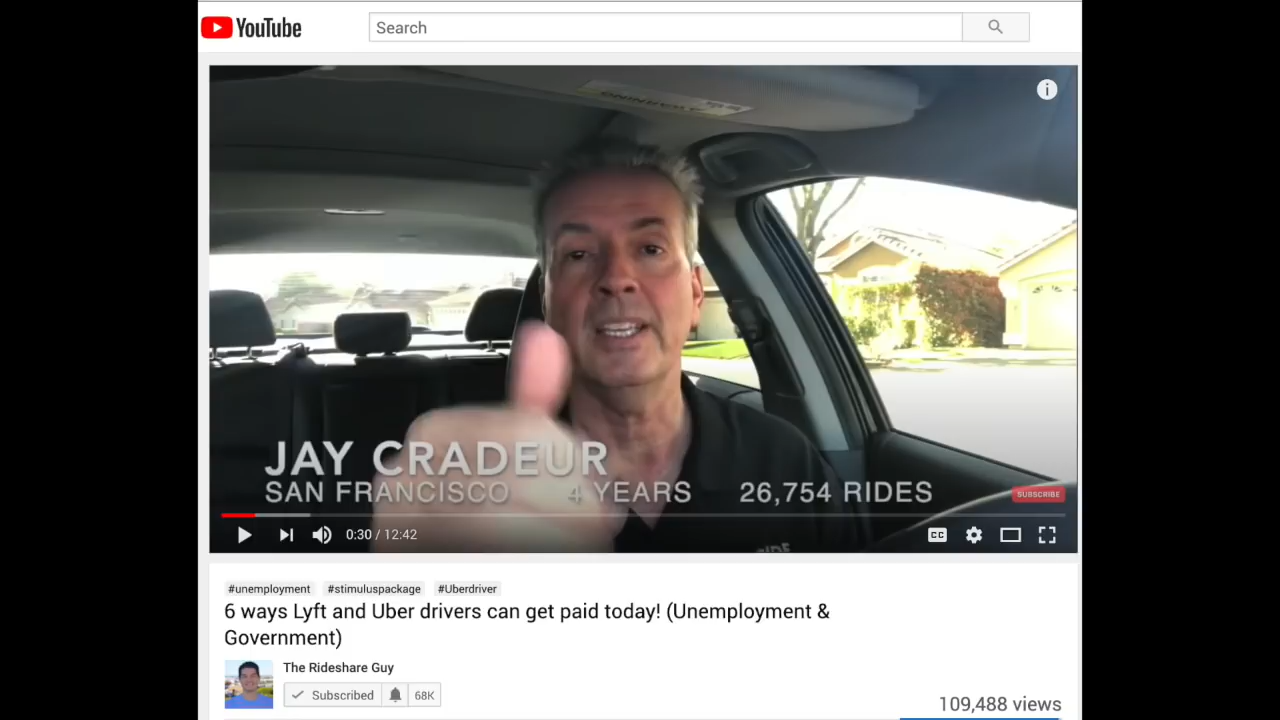 YouTube
Search
WARNING
i
JAY CRADEUR
SAN FRANCISCO 4 YEARS 26,754 RIDES
SUBSCRIBE
0:30 / 12:42
CC
#unemployment #stimuluspackage #Uberdriver
6 ways Lyft and Uber drivers can get paid today! (Unemployment &
Government)
The Rideshare Guy
Subscribed 68K
109,488 views